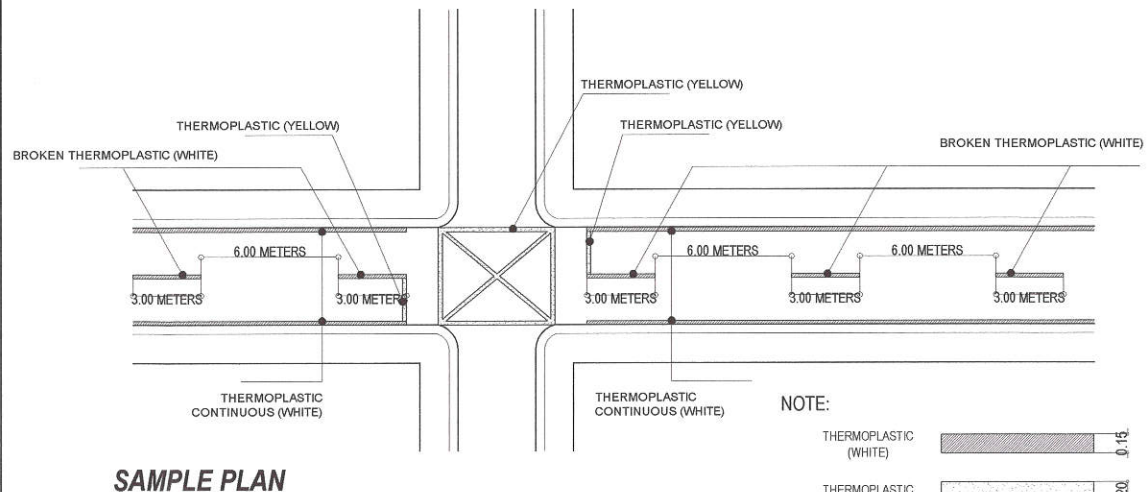 THERMOPLASTIC (YELLOW)
THERMOPLASTIC (YELLOW)
THERMOPLASTIC (YELLOW)
BROKEN THERMOPLASTIC (WHITE)
BROKEN THERMOPLASTIC (WHITE)
6.00 METERS
6.00 METERS
6.00 METERS
3.00 METERS
3.00 METERS
3.00 METERS
3.00 METERS
3.00 METERS
THERMOPLASTIC
CONTINUOUS (WHITE)
THERMOPLASTIC
CONTINUOUS (WHITE)
NOTE:
THERMOPLASTIC
(WHITE)
0.15
SAMPLE PLAN
THERMOPLASTIC